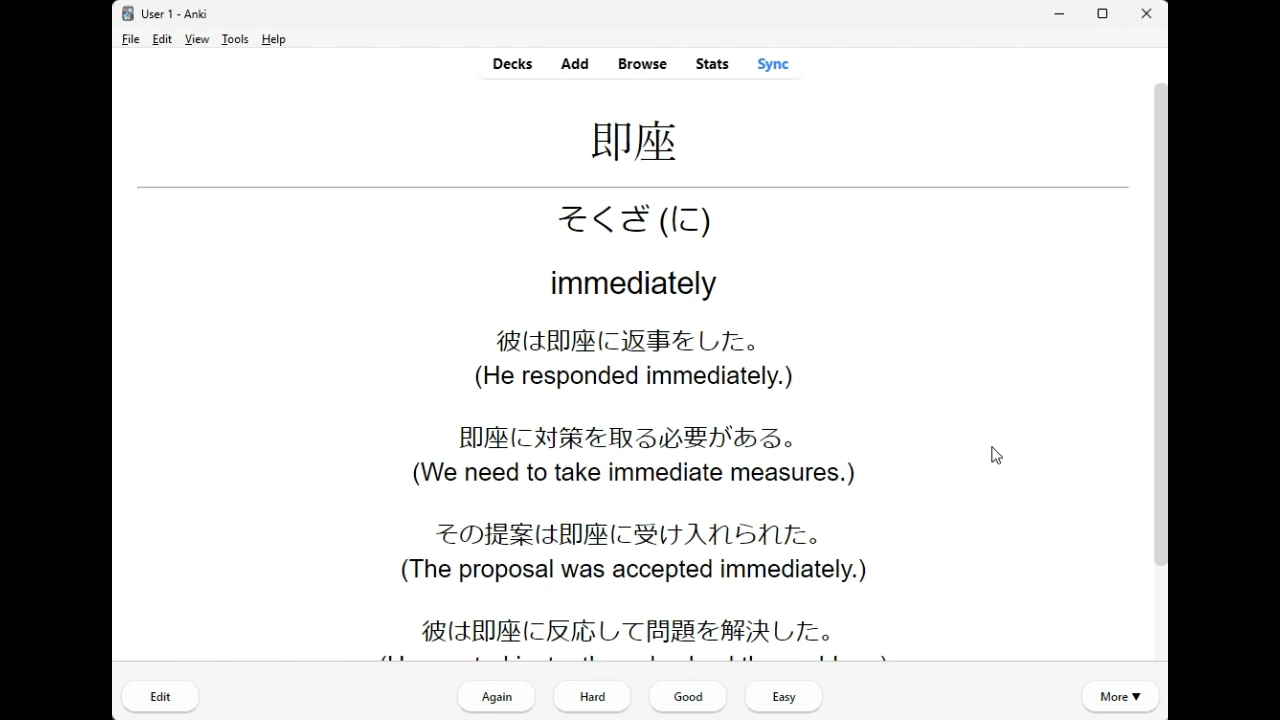 User 1 - Anki
File Edit View Tools Help
Decks Add Browse Stats Sync
即座
そくざ (に)
immediately
彼は即座に返事をした。
(He responded immediately.)
即座に対策を取る必要がある。
(We need to take immediate measures.)
その提案は即座に受け入れられた。
(The proposal was accepted immediately.)
彼は即座に反応して問題を解決した。
Edit Again Hard Good Easy More ▼